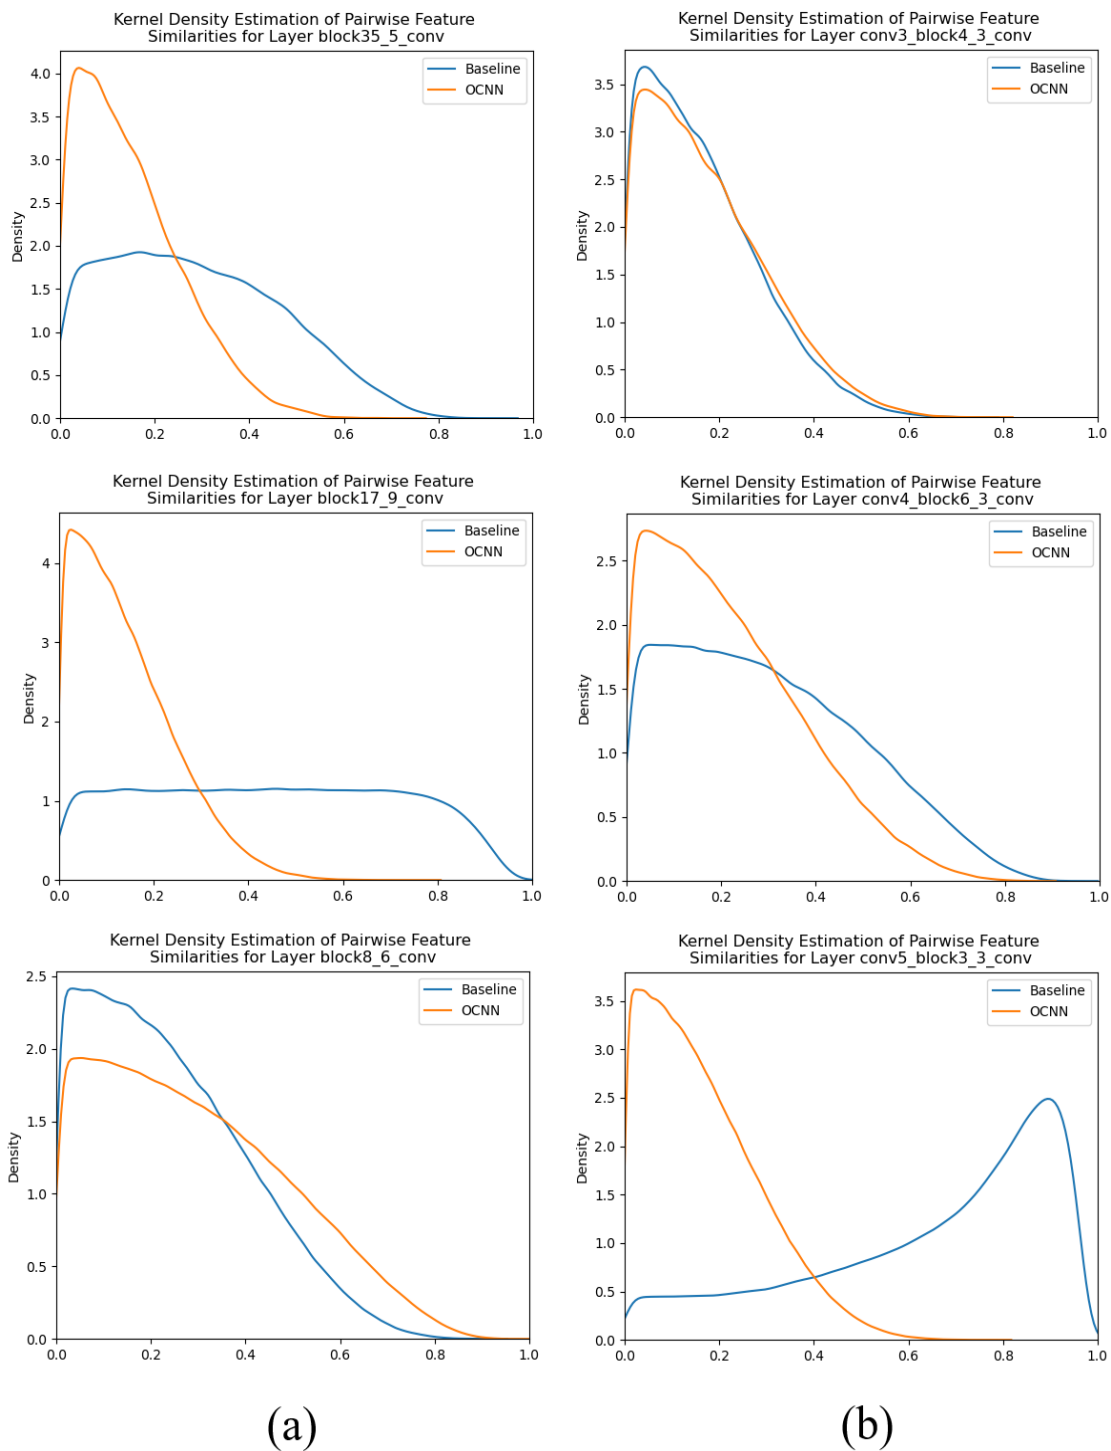 Kernel Density Estimation of Pairwise Feature
Similarities for Layer block35_5_conv
Baseline
OCNN
Density
4.0
3.5
3.0
2.5
2.0
1.5
1.0
0.5
0.0
0.0 0.2 0.4 0.6 0.8 1.0
Kernel Density Estimation of Pairwise Feature
Similarities for Layer conv3_block4_3_conv
Baseline
OCNN
Density
3.5
3.0
2.5
2.0
1.5
1.0
0.5
0.0
0.0 0.2 0.4 0.6 0.8 1.0
Kernel Density Estimation of Pairwise Feature
Similarities for Layer block17_9_conv
Baseline
OCNN
Density
4
3
2
1
0
0.0 0.2 0.4 0.6 0.8 1.0
Kernel Density Estimation of Pairwise Feature
Similarities for Layer conv4_block6_3_conv
Baseline
OCNN
Density
2.5
2.0
1.5
1.0
0.5
0.0
0.0 0.2 0.4 0.6 0.8 1.0
Kernel Density Estimation of Pairwise Feature
Similarities for Layer block8_6_conv
Baseline
OCNN
Density
2.5
2.0
1.5
1.0
0.5
0.0
0.0 0.2 0.4 0.6 0.8 1.0
Kernel Density Estimation of Pairwise Feature
Similarities for Layer conv5_block3_3_conv
Baseline
OCNN
Density
3.5
3.0
2.5
2.0
1.5
1.0
0.5
0.0
0.0 0.2 0.4 0.6 0.8 1.0
(a)
(b)